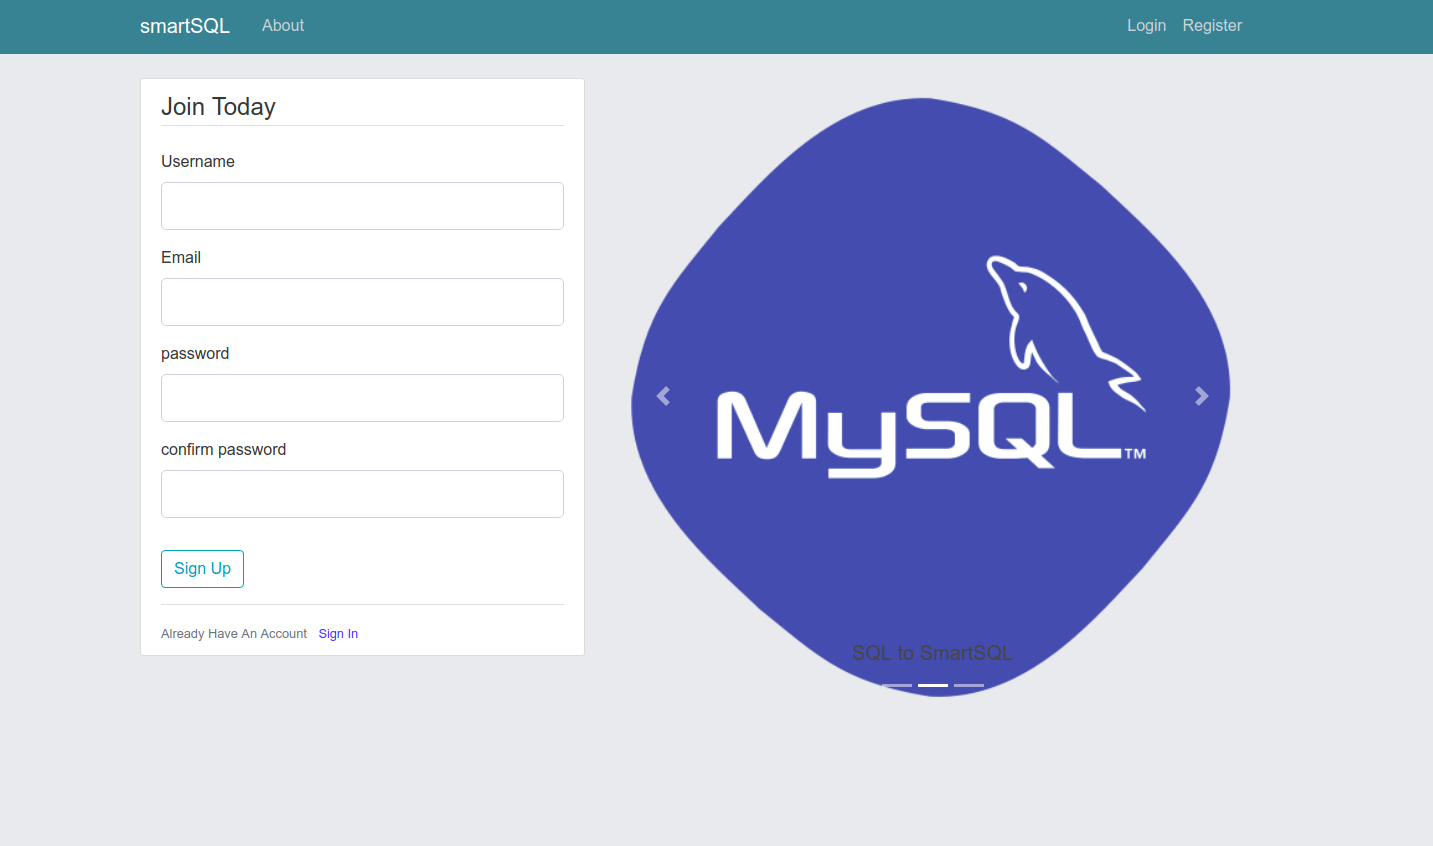 smartSQL About Login Register
Join Today
Username
Email
password
confirm password
Sign Up
Already Have An Account Sign In
MySQL™
SQL to SmartSQL